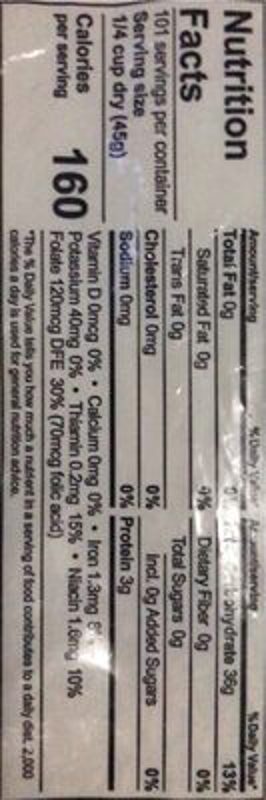 Nutrition
Facts
101 servings per container
Serving size
1/4 cup dry (45g)
Calories
per serving
160
Amount/serving % Daily Value*
Total Fat 0g
Saturated Fat 0g 0%
Trans Fat 0g
Cholesterol 0mg 0%
Sodium 0mg 0%
Amount/serving % Daily Value*
Carbohydrate 36g 13%
Dietary Fiber 0g 0%
Total Sugars 0g
Incl. 0g Added Sugars 0%
Protein 3g
Vitamin D 0mcg 0% • Calcium 0mg 0% • Iron 1.3mg
Potassium 40mg 0% • Thiamin 0.2mg 15% • Niacin 1.6mg 10%
Folate 120mcg DFE 30% (70mcg folic acid)
*The % Daily Value tells you how much a nutrient in a serving of food contributes to a daily diet. 2,000
calories a day is used for general nutrition advice.